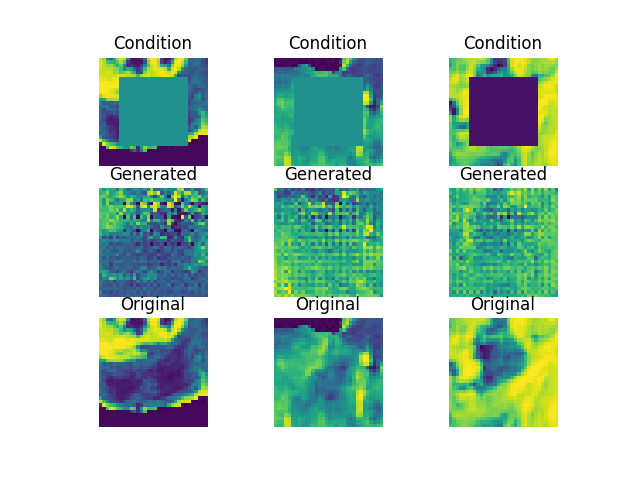 Condition Condition Condition
Generated Generated Generated
Original Original Original